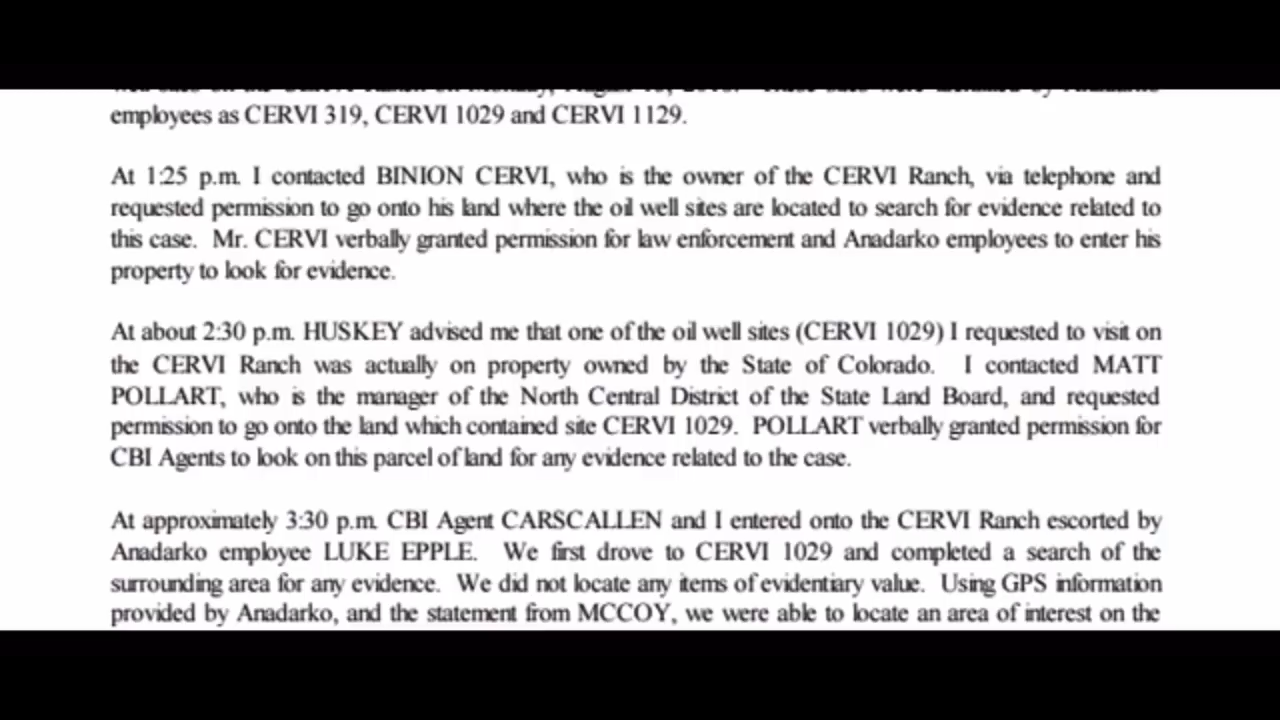 employees as CERVI 319, CERVI 1029 and CERVI 1129.
At 1:25 p.m. I contacted BINION CERVI, who is the owner of the CERVI Ranch, via telephone and
requested permission to go onto his land where the oil well sites are located to search for evidence related to
this case. Mr. CERVI verbally granted permission for law enforcement and Anadarko employees to enter his
property to look for evidence.
At about 2:30 p.m. HUSKEY advised me that one of the oil well sites (CERVI 1029) I requested to visit on
the CERVI Ranch was actually on property owned by the State of Colorado. I contacted MATT
POLLART, who is the manager of the North Central District of the State Land Board, and requested
permission to go onto the land which contained site CERVI 1029. POLLART verbally granted permission for
CBI Agents to look on this parcel of land for any evidence related to the case.
At approximately 3:30 p.m. CBI Agent CARSCALLEN and I entered onto the CERVI Ranch escorted by
Anadarko employee LUKE EPPLE. We first drove to CERVI 1029 and completed a search of the
surrounding area for any evidence. We did not locate any items of evidentiary value. Using GPS information
provided by Anadarko, and the statement from MCCOY, we were able to locate an area of interest on the